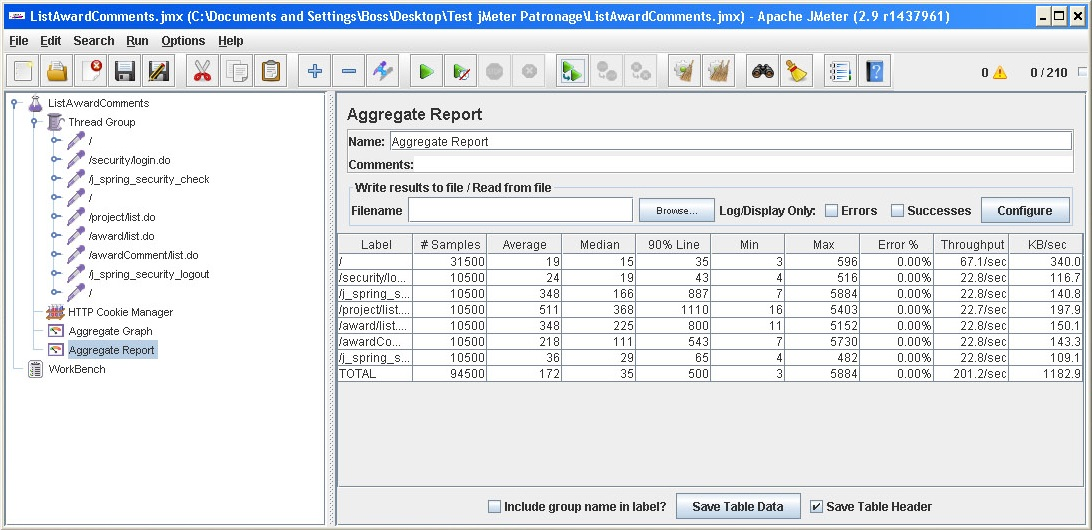 ListAwardComments.jmx (C:\Documents and Settings\Boss\Desktop\Test jMeter Patronage\ListAwardComments.jmx) - Apache JMeter (2.9 r1437961)
File Edit Search Run Options Help
0 0 / 210
ListAwardComments
Thread Group
/
/security/login.do
/j_spring_security_check
/
/project/list.do
/award/list.do
/awardComment/list.do
/j_spring_security_logout
/
HTTP Cookie Manager
Aggregate Graph
Aggregate Report
WorkBench
Aggregate Report
Name: Aggregate Report
Comments:
Write results to file / Read from file
Filename Browse... Log/Display Only: Errors Successes Configure
Label # Samples Average Median 90% Line Min Max Error % Throughput KB/sec
/ 31500 19 15 35 3 596 0.00% 67.1/sec 340.0
/security/lo... 10500 24 19 43 4 516 0.00% 22.8/sec 116.7
/j_spring_s... 10500 348 166 887 7 5884 0.00% 22.8/sec 140.8
/project/list.... 10500 511 368 1110 16 5403 0.00% 22.7/sec 197.9
/award/list.... 10500 348 225 800 11 5152 0.00% 22.8/sec 150.1
/awardCo... 10500 218 111 543 7 5730 0.00% 22.8/sec 143.3
/j_spring_s... 10500 36 29 65 4 482 0.00% 22.8/sec 109.1
TOTAL 94500 172 35 500 3 5884 0.00% 201.2/sec 1182.9
Include group name in label? Save Table Data Save Table Header